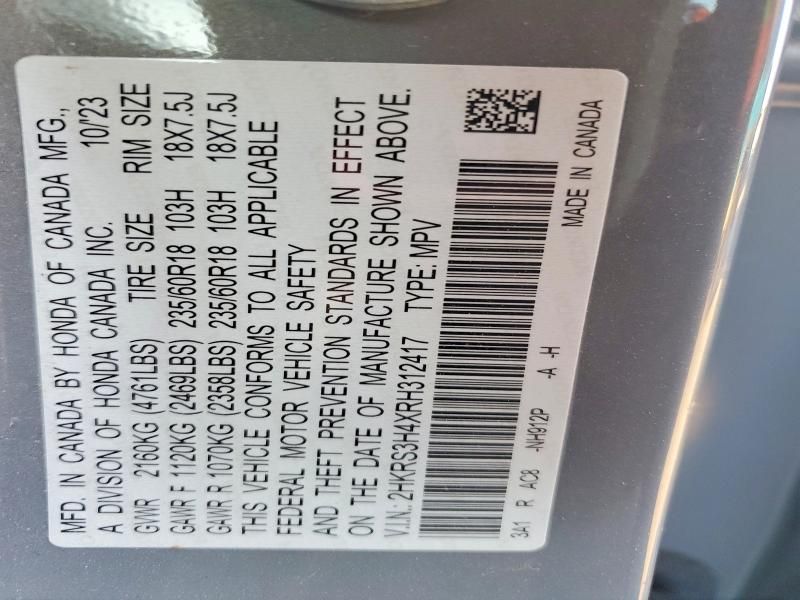 MFD. IN CANADA BY HONDA OF CANADA MFG.,
A DIVISION OF HONDA CANADA INC. 10/'23
GVWR 2160KG (4761LBS) TIRE SIZE RIM SIZE
GAWR F 1120KG (2469LBS) 235/60R18 103H 18X7.5J
GAWR R 1070KG (2358LBS) 235/60R18 103H 18X7.5J
THIS VEHICLE CONFORMS TO ALL APPLICABLE
FEDERAL MOTOR VEHICLE SAFETY
AND THEFT PREVENTION STANDARDS IN EFFECT
ON THE DATE OF MANUFACTURE SHOWN ABOVE.
V.I.N.: 2HKRS3H4XRH312417 TYPE: MPV
3A1 R AC8 -NH912P -A -H
MADE IN CANADA